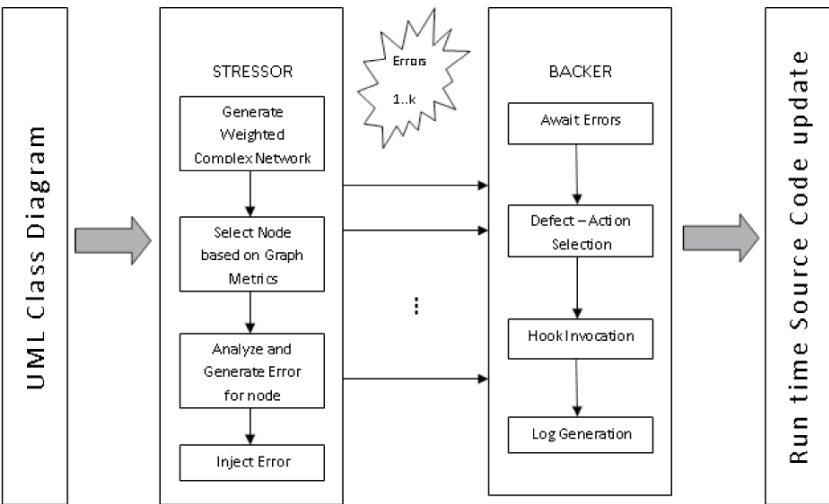 UML Class Diagram
STRESSOR
Generate
Weighted
Complex Network
Select Node
based on Graph
Metrics
Analyze and
Generate Error
for node
Inject Error
Errors
1..k
BACKER
Await Errors
Defect – Action
Selection
Hook Invocation
Log Generation
Run time Source Code update